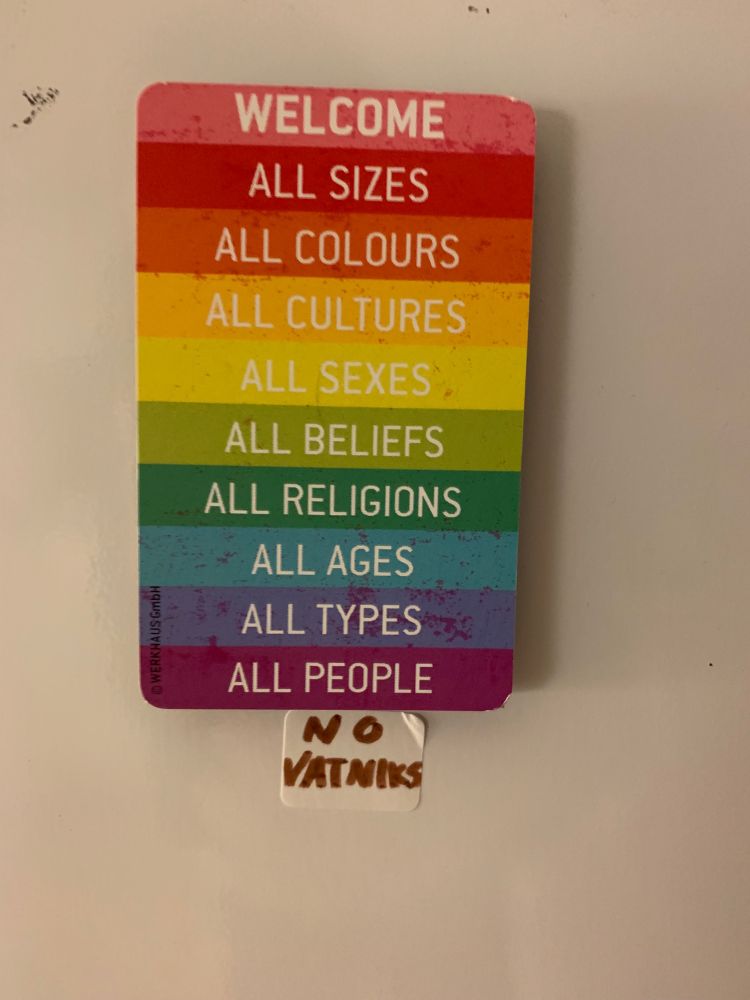 WELCOME
ALL SIZES
ALL COLOURS
ALL CULTURES
ALL SEXES
ALL BELIEFS
ALL RELIGIONS
ALL AGES
ALL TYPES
ALL PEOPLE
© WERKHAUS GmbH
NO
VATNIKS